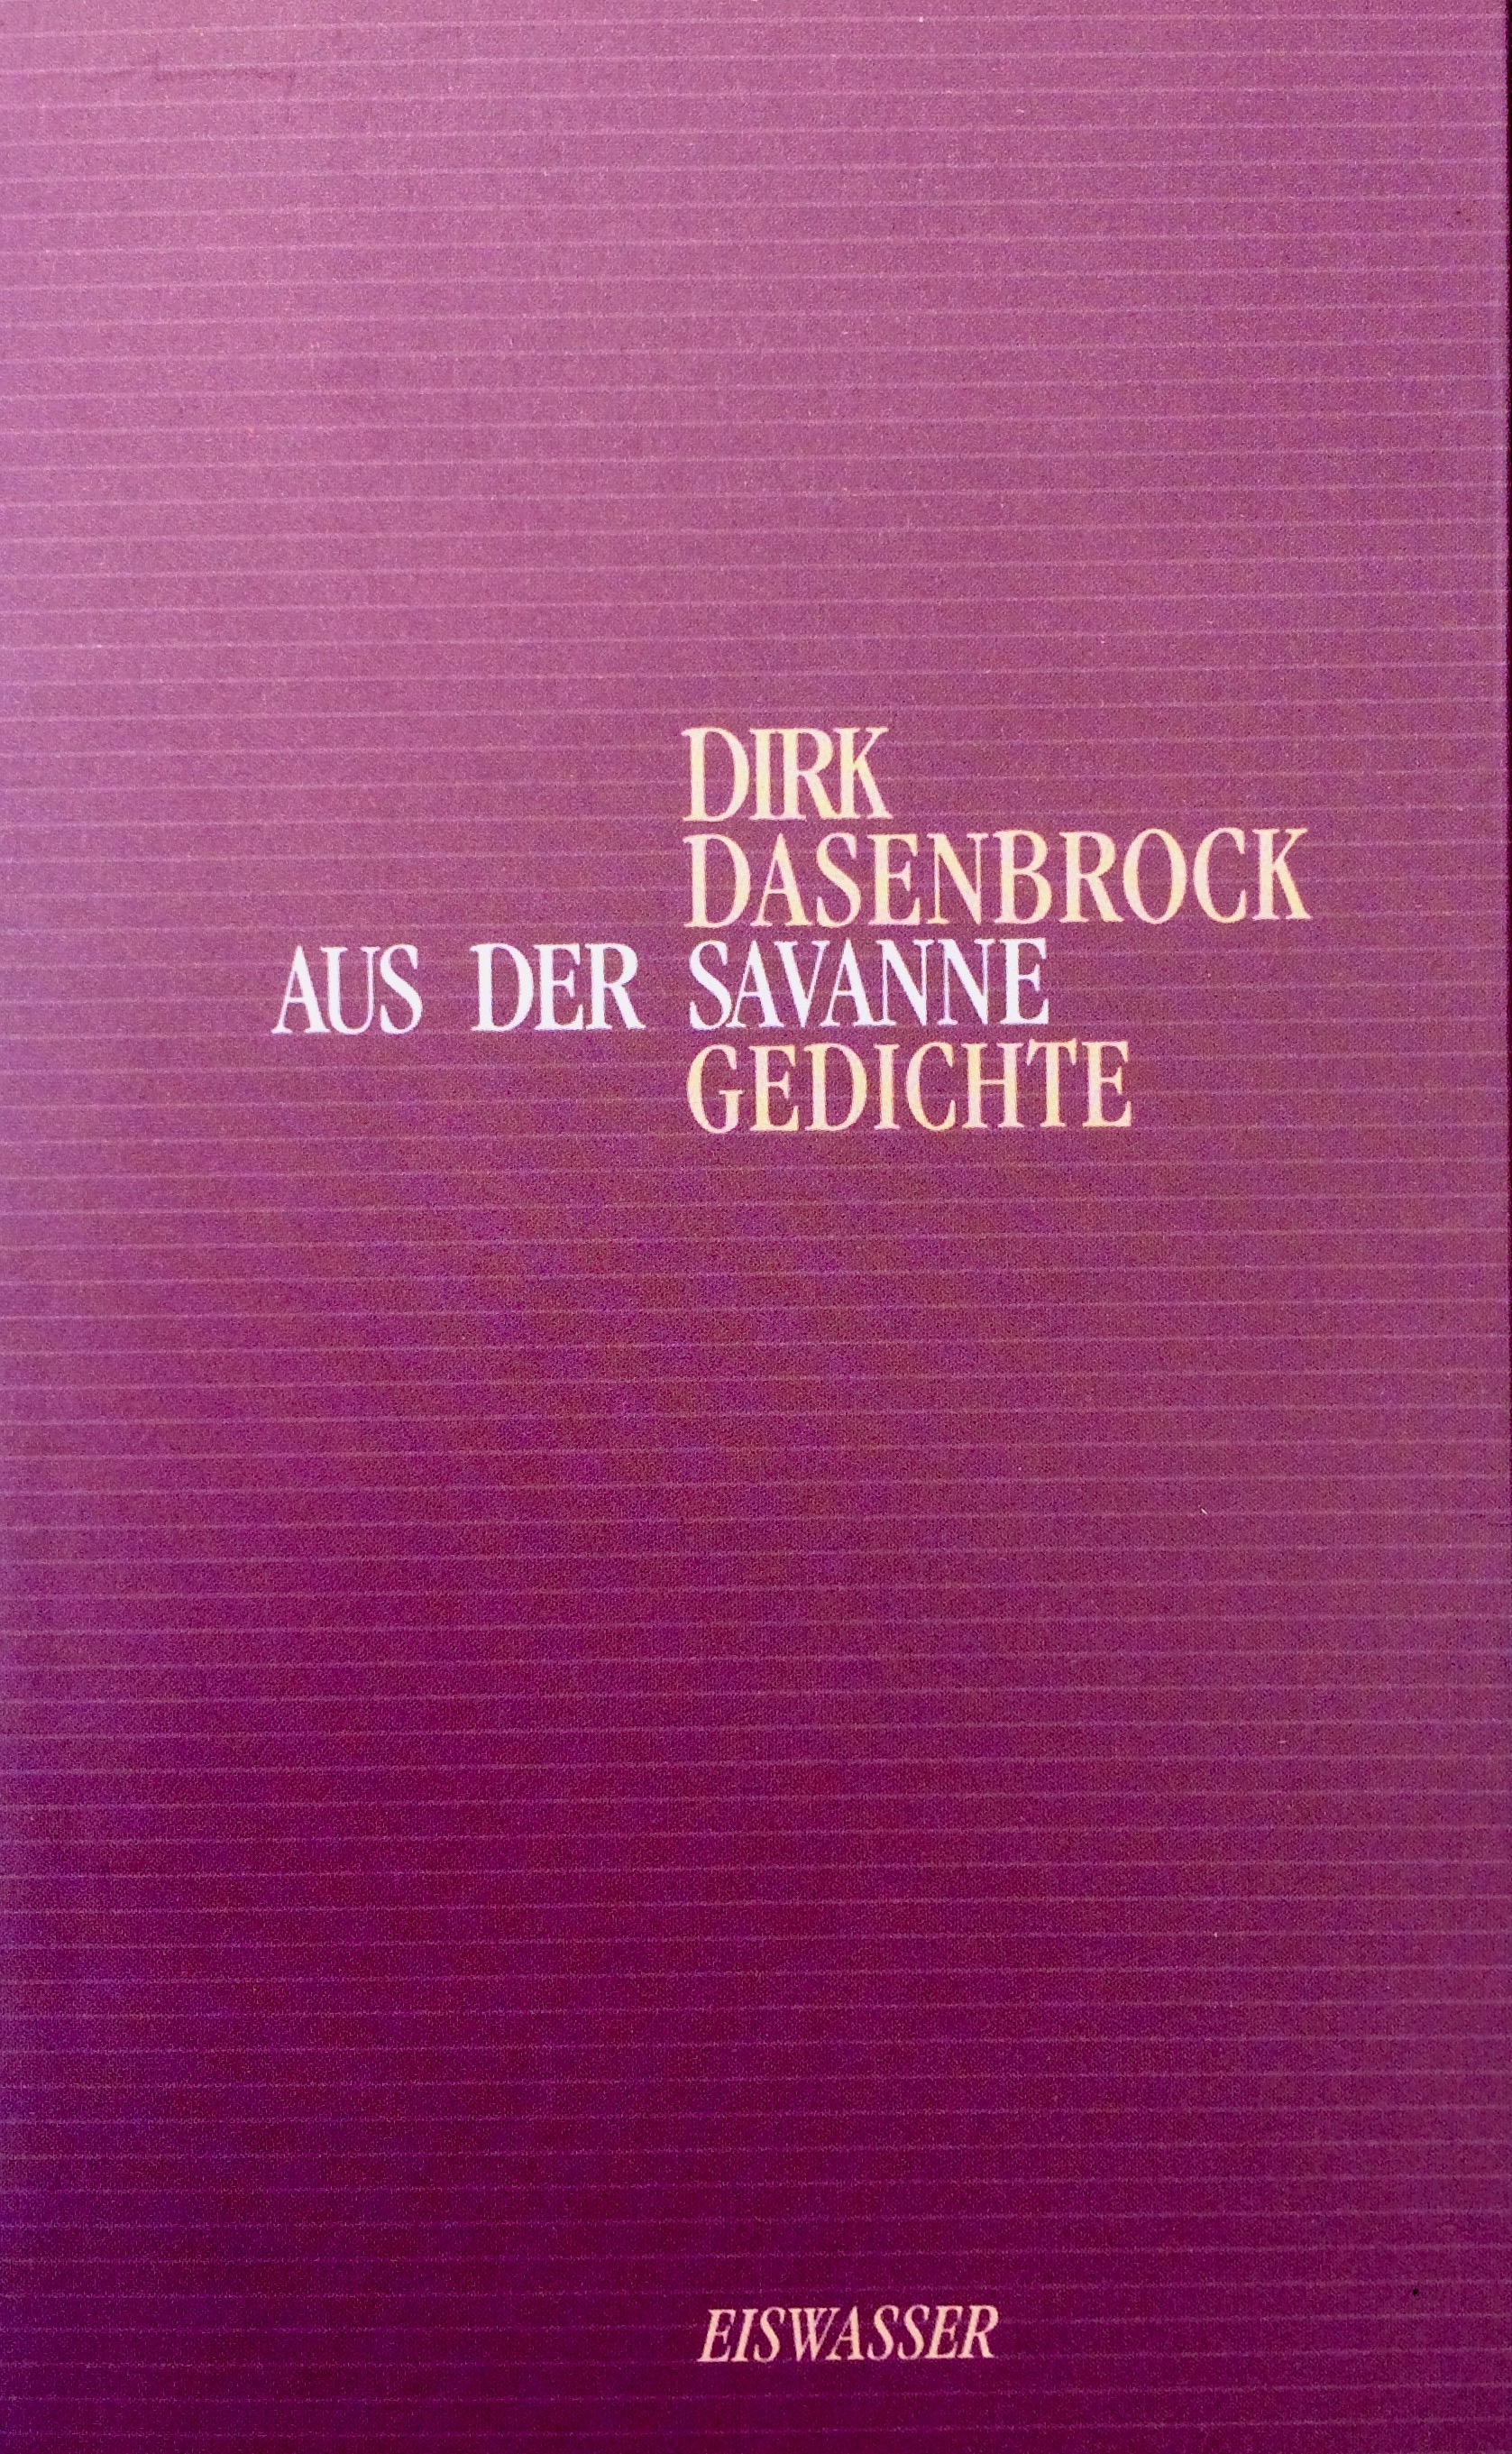 DIRK
DASENBROCK
AUS DER SAVANNE
GEDICHTE
EISWASSER